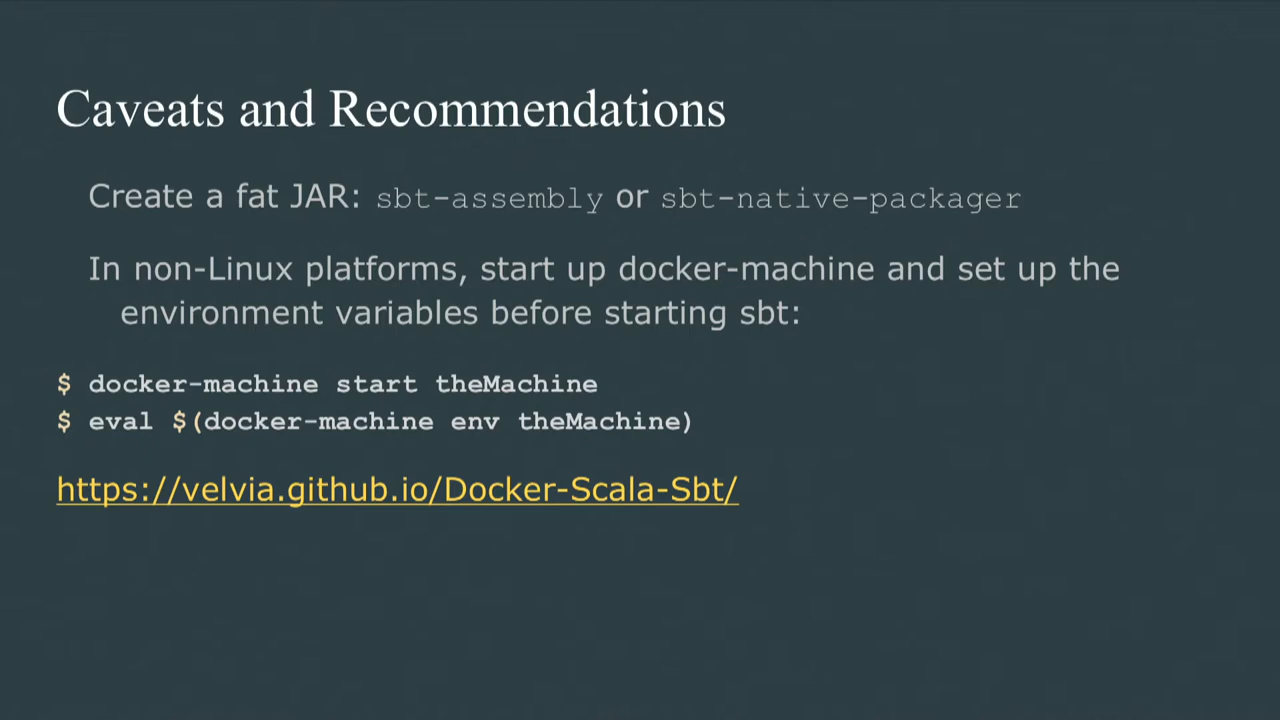 Caveats and Recommendations
Create a fat JAR: sbt-assembly or sbt-native-packager
In non-Linux platforms, start up docker-machine and set up the
environment variables before starting sbt:
$ docker-machine start theMachine
$ eval $(docker-machine env theMachine)
https://velvia.github.io/Docker-Scala-Sbt/